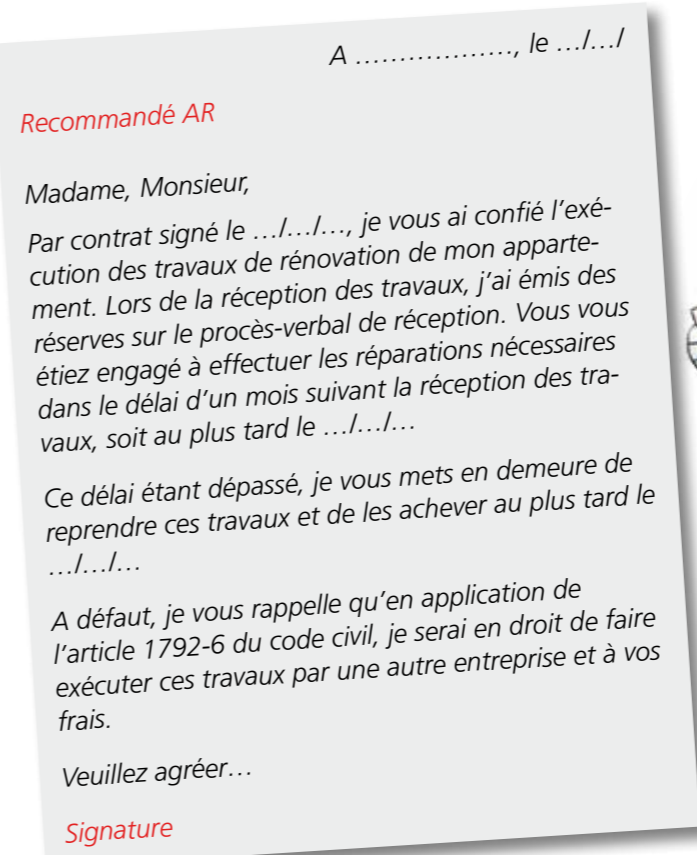 A ………………, le …/…/
Recommandé AR
Madame, Monsieur,
Par contrat signé le …/…/…, je vous ai confié l'exé-
cution des travaux de rénovation de mon apparte-
ment. Lors de la réception des travaux, j'ai émis des
réserves sur le procès-verbal de réception. Vous vous
étiez engagé à effectuer les réparations nécessaires
dans le délai d'un mois suivant la réception des tra-
vaux, soit au plus tard le …/…/…
Ce délai étant dépassé, je vous mets en demeure de
reprendre ces travaux et de les achever au plus tard le
…/…/…
A défaut, je vous rappelle qu'en application de
l'article 1792-6 du code civil, je serai en droit de faire
exécuter ces travaux par une autre entreprise et à vos
frais.
Veuillez agréer…
Signature